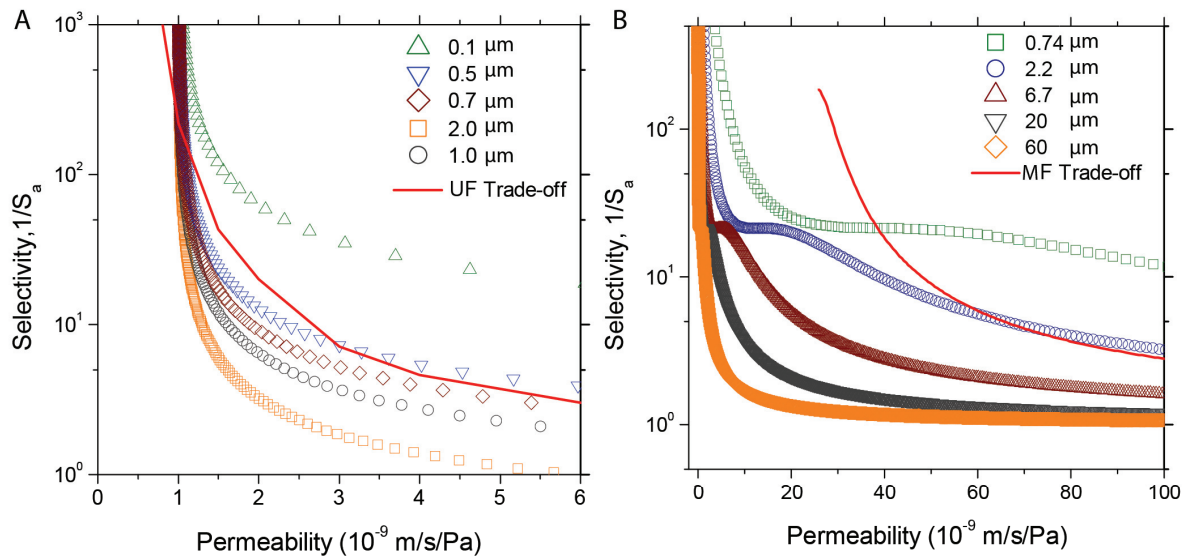 A
Selectivity, 1/Sa
10³
10²
10¹
10⁰
0.1 µm
0.5 µm
0.7 µm
2.0 µm
1.0 µm
UF Trade-off
0 1 2 3 4 5 6
Permeability (10⁻⁹ m/s/Pa)
B
Selectivity, 1/Sa
10²
10¹
10⁰
0.74 µm
2.2 µm
6.7 µm
20 µm
60 µm
MF Trade-off
0 20 40 60 80 100
Permeability (10⁻⁹ m/s/Pa)